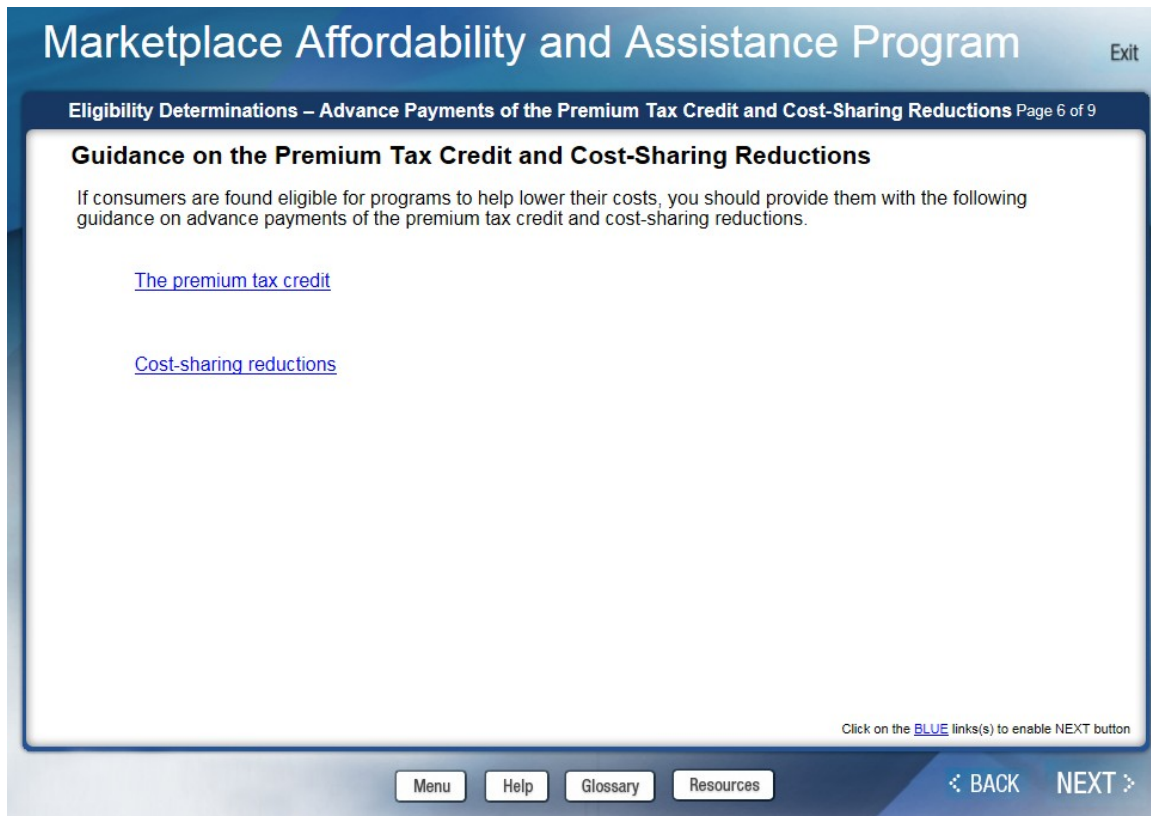 Marketplace Affordability and Assistance Program
Exit
Eligibility Determinations – Advance Payments of the Premium Tax Credit and Cost-Sharing Reductions Page 6 of 9
Guidance on the Premium Tax Credit and Cost-Sharing Reductions
If consumers are found eligible for programs to help lower their costs, you should provide them with the following
guidance on advance payments of the premium tax credit and cost-sharing reductions.
The premium tax credit
Cost-sharing reductions
Click on the BLUE links(s) to enable NEXT button
Menu Help Glossary Resources < BACK NEXT >